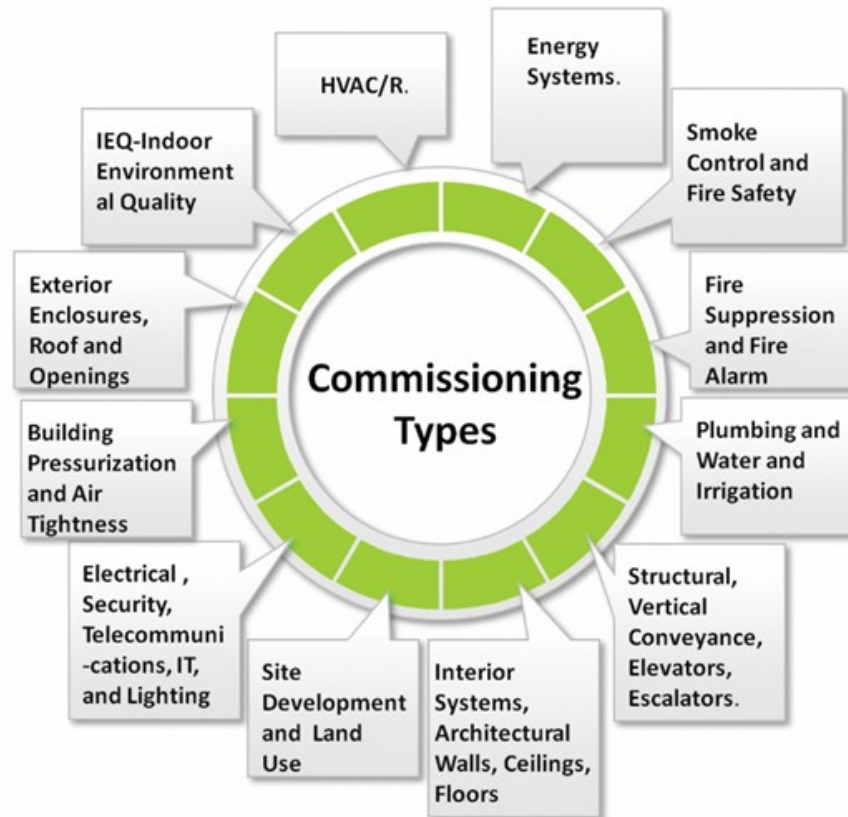 HVAC/R.
Energy
Systems.
Smoke
Control and
Fire Safety
Fire
Suppression
and Fire
Alarm
Plumbing and
Water and
Irrigation
Structural,
Vertical
Conveyance,
Elevators,
Escalators.
Interior
Systems,
Architectural
Walls, Ceilings,
Floors
Site
Development
and Land
Use
Electrical ,
Security,
Telecommuni
-cations, IT,
and Lighting
Building
Pressurization
and Air
Tightness
Exterior
Enclosures,
Roof and
Openings
IEQ-Indoor
Environment
al Quality
Commissioning
Types